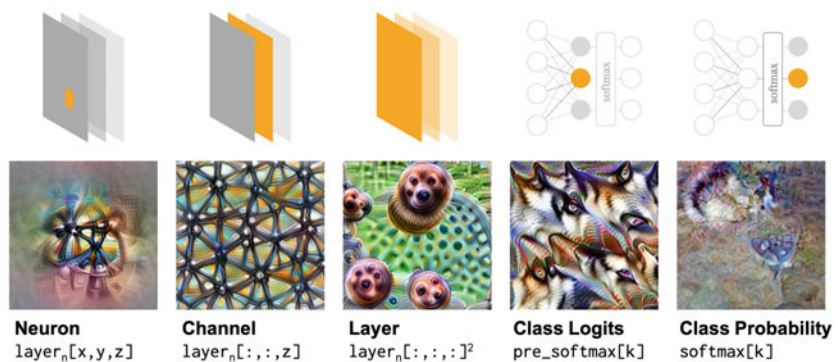 softmax
softmax
Neuron
layerₙ[x,y,z]
Channel
layerₙ[:,:,z]
Layer
layerₙ[:,:,:]²
Class Logits
pre_softmax[k]
Class Probability
softmax[k]